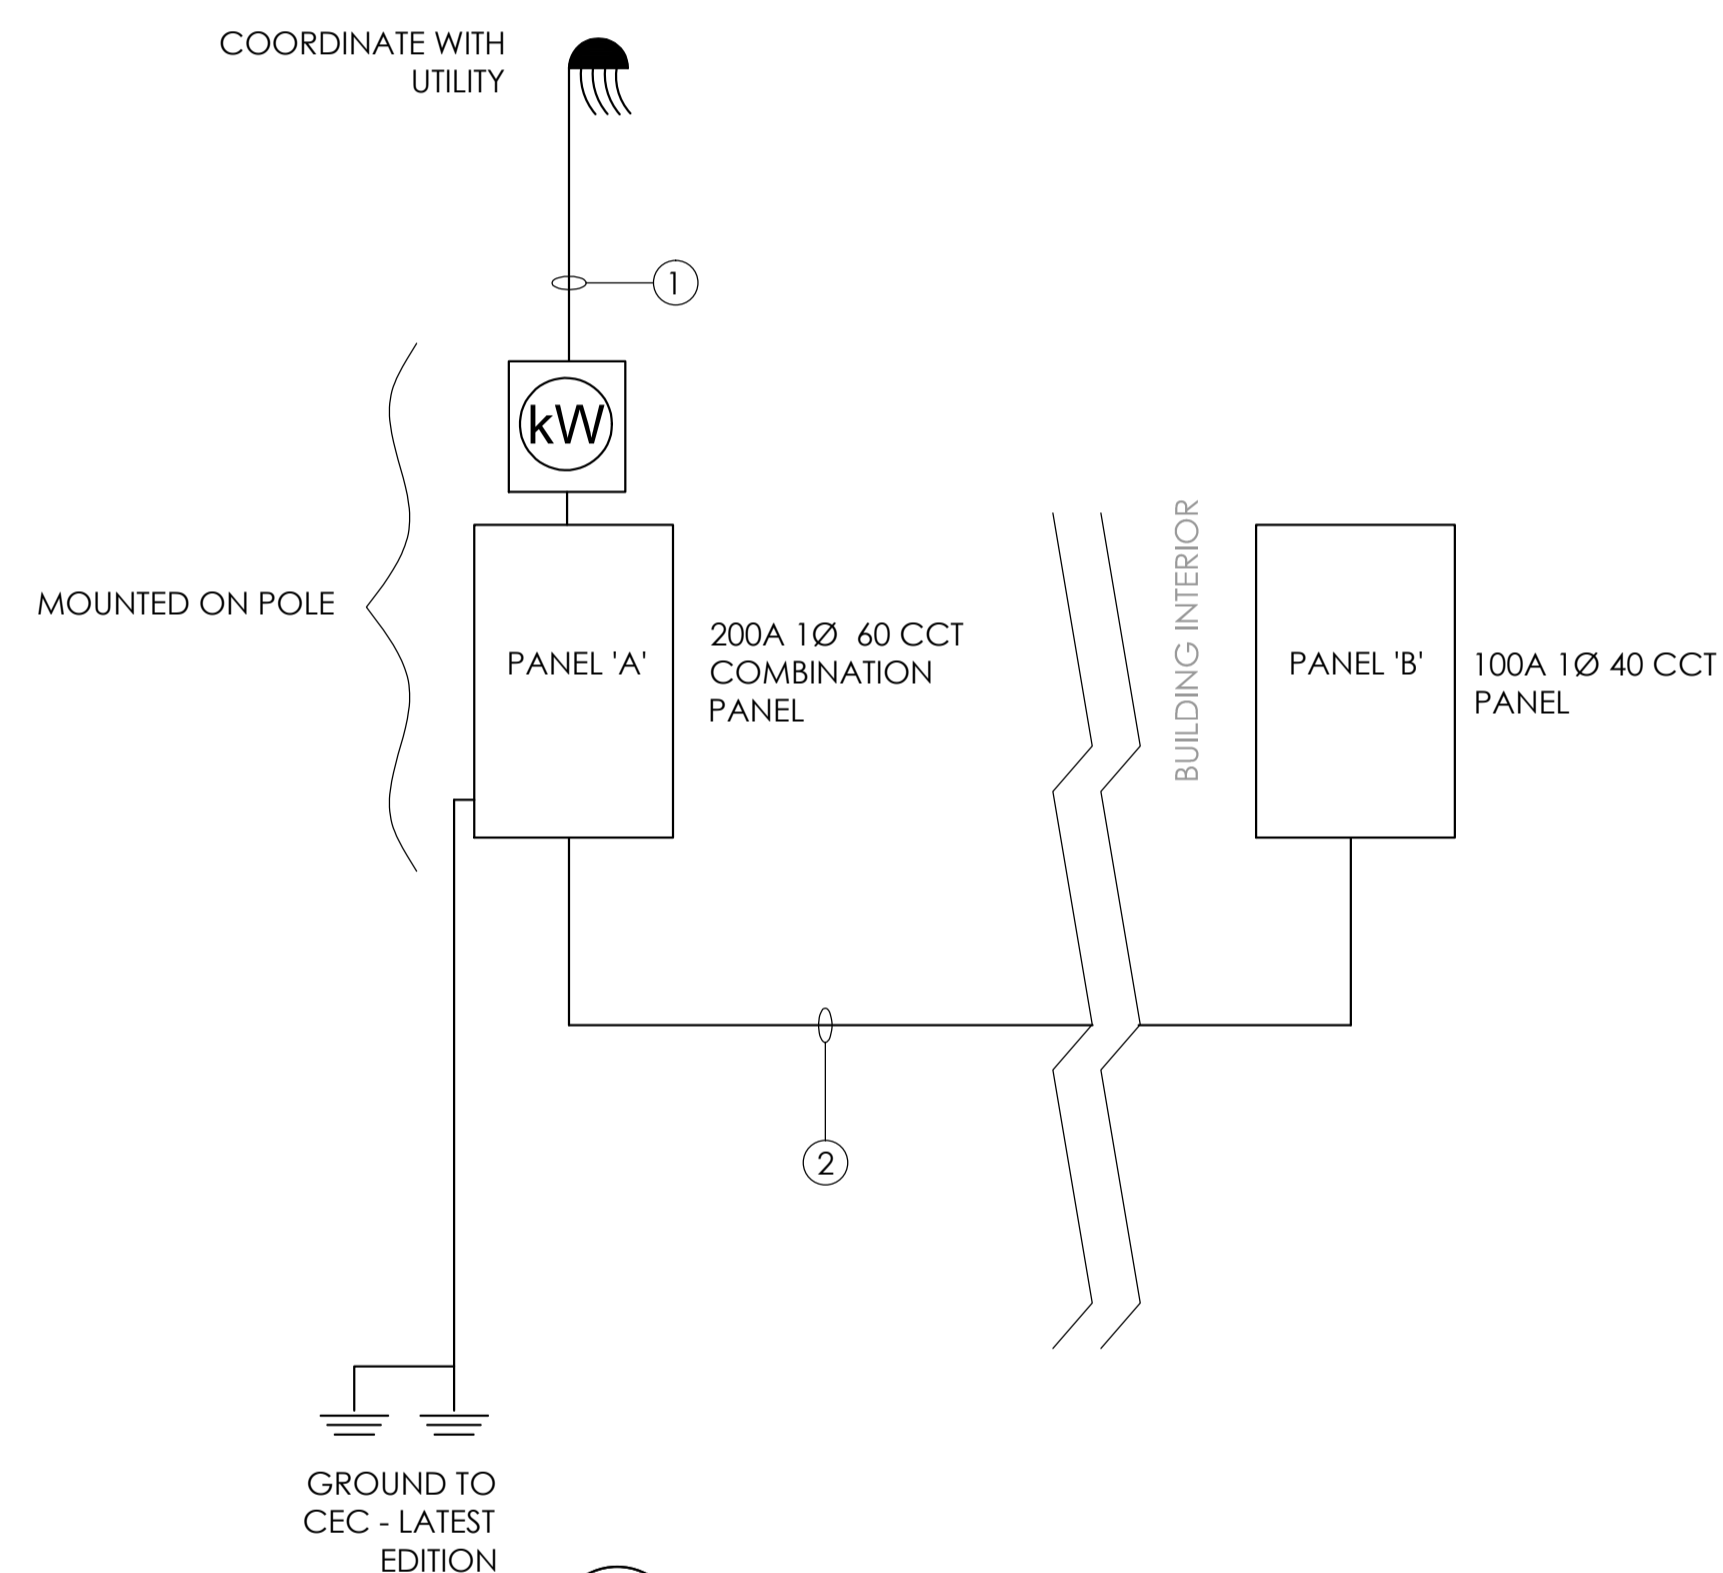 COORDINATE WITH
UTILITY
1
kW
MOUNTED ON POLE
PANEL 'A'
200A 1Ø  60 CCT
COMBINATION
PANEL
BUILDING INTERIOR
PANEL 'B'
100A 1Ø 40 CCT
PANEL
2
GROUND TO
CEC - LATEST
EDITION